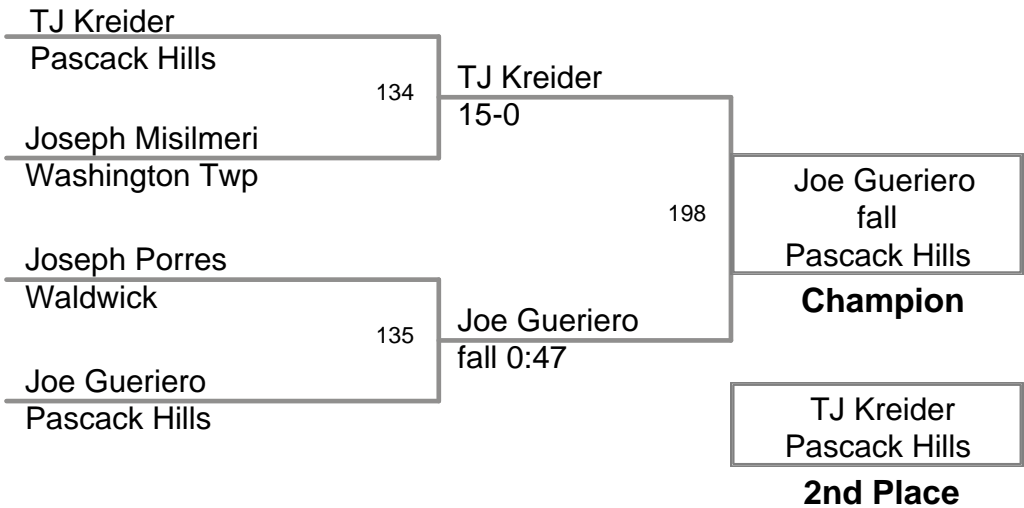 TJ Kreider
Pascack Hills
134
Joseph Misilmeri
Washington Twp
TJ Kreider
15-0
Joseph Porres
Waldwick
135
Joe Gueriero
Pascack Hills
Joe Gueriero
fall 0:47
198
Joe Gueriero
fall
Pascack Hills
Champion
TJ Kreider
Pascack Hills
2nd Place